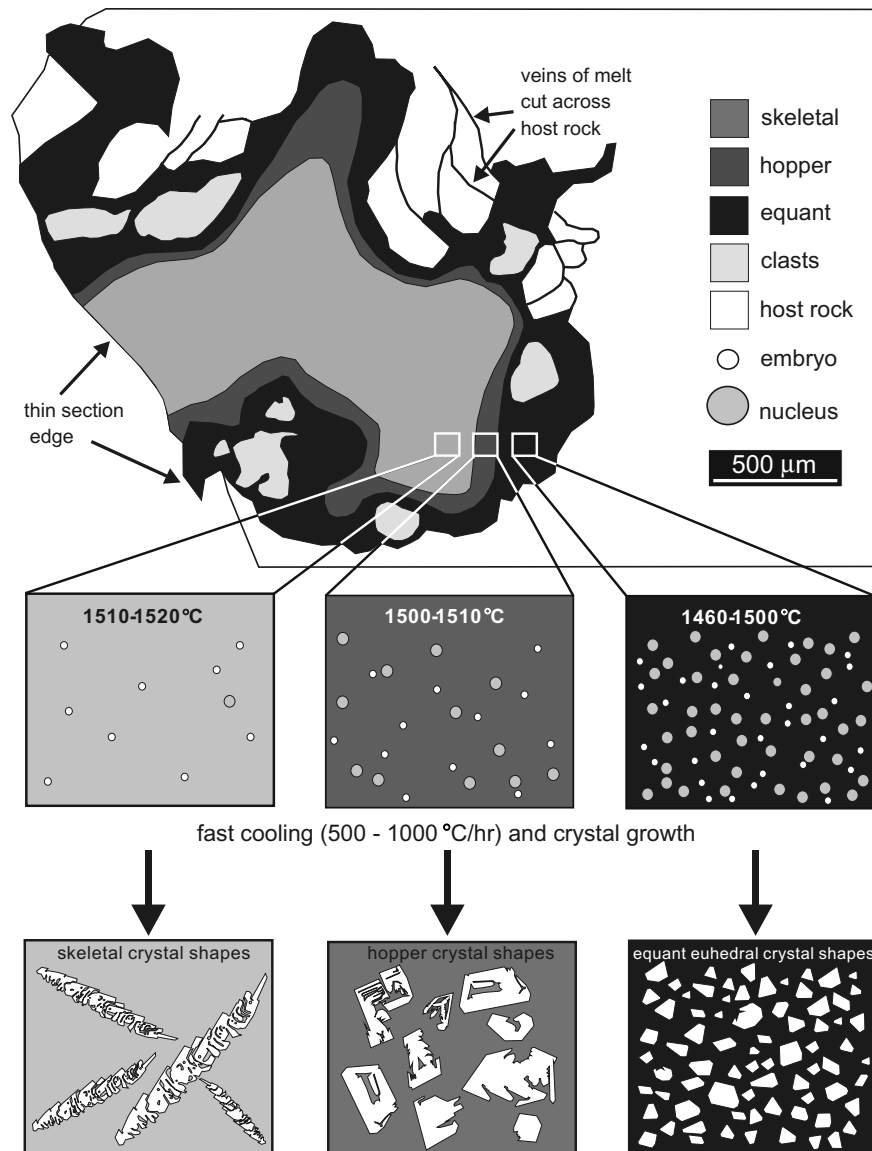 veins of melt
cut across
host rock
skeletal
hopper
equant
clasts
host rock
embryo
nucleus
500 μm
thin section
edge
1510-1520°C
1500-1510°C
1460-1500°C
fast cooling (500 - 1000 °C/hr) and crystal growth
skeletal crystal shapes
hopper crystal shapes
equant euhedral crystal shapes